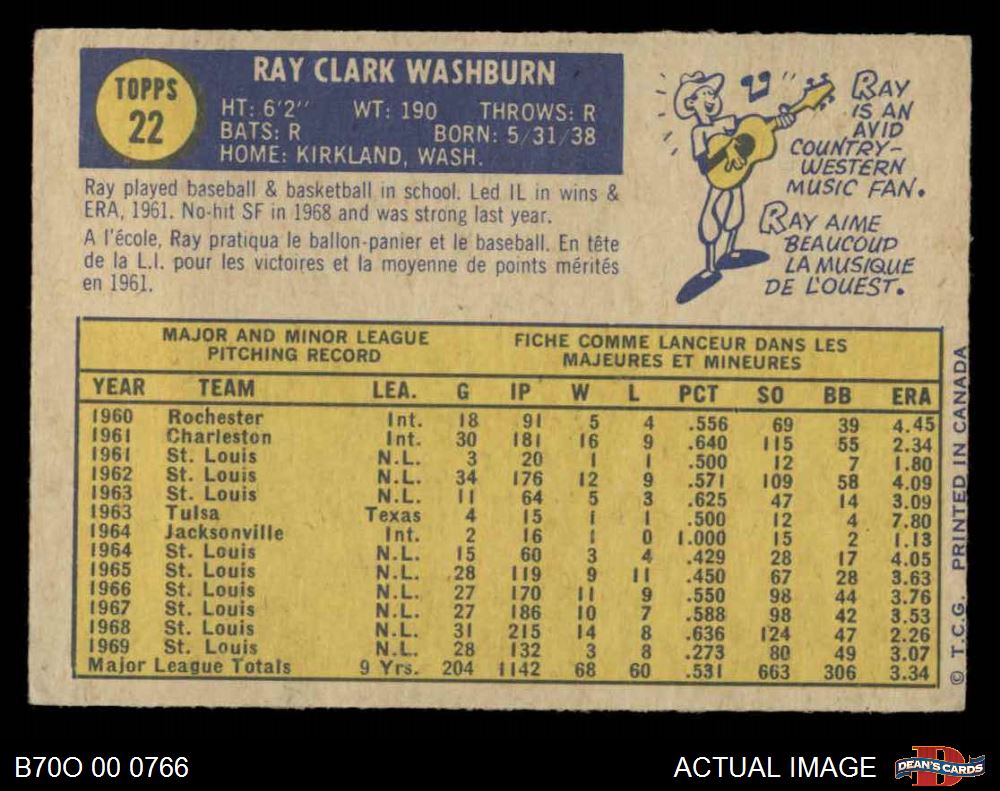 TOPPS
22
RAY CLARK WASHBURN
HT: 6'2" WT: 190 THROWS: R
BATS: R BORN: 5/31/38
HOME: KIRKLAND, WASH.
Ray played baseball & basketball in school. Led IL in wins &
ERA, 1961. No-hit SF in 1968 and was strong last year.
A l'école, Ray pratiqua le ballon-panier et le baseball. En tête
de la L.I. pour les victoires et la moyenne de points mérités
en 1961.
RAY
IS AN
AVID
COUNTRY-
WESTERN
MUSIC FAN.
RAY AIME
BEAUCOUP
LA MUSIQUE
DE L'OUEST.
MAJOR AND MINOR LEAGUE
PITCHING RECORD
FICHE COMME LANCEUR DANS LES
MAJEURES ET MINEURES
YEAR TEAM LEA. G IP W L PCT SO BB ERA
1960 Rochester Int. 18 91 5 4 .556 69 39 4.45
1961 Charleston Int. 30 181 16 9 .640 115 55 2.34
1961 St. Louis N.L. 3 20 1 1 .500 12 7 1.80
1962 St. Louis N.L. 34 176 12 9 .571 109 58 4.09
1963 St. Louis N.L. 11 64 5 3 .625 47 14 3.09
1963 Tulsa Texas 4 15 1 1 .500 12 4 7.80
1964 Jacksonville Int. 2 16 1 0 1.000 15 2 1.13
1964 St. Louis N.L. 15 60 3 4 .429 28 17 4.05
1965 St. Louis N.L. 28 119 9 11 .450 67 28 3.63
1966 St. Louis N.L. 27 170 11 9 .550 98 44 3.76
1967 St. Louis N.L. 27 186 10 7 .588 98 42 3.53
1968 St. Louis N.L. 31 215 14 8 .636 124 47 2.26
1969 St. Louis N.L. 28 132 3 8 .273 80 49 3.07
Major League Totals 9 Yrs. 204 1142 68 60 .531 663 306 3.34
© T.C.G. PRINTED IN CANADA
B70O 00 0766
ACTUAL IMAGE
DEAN'S CARDS